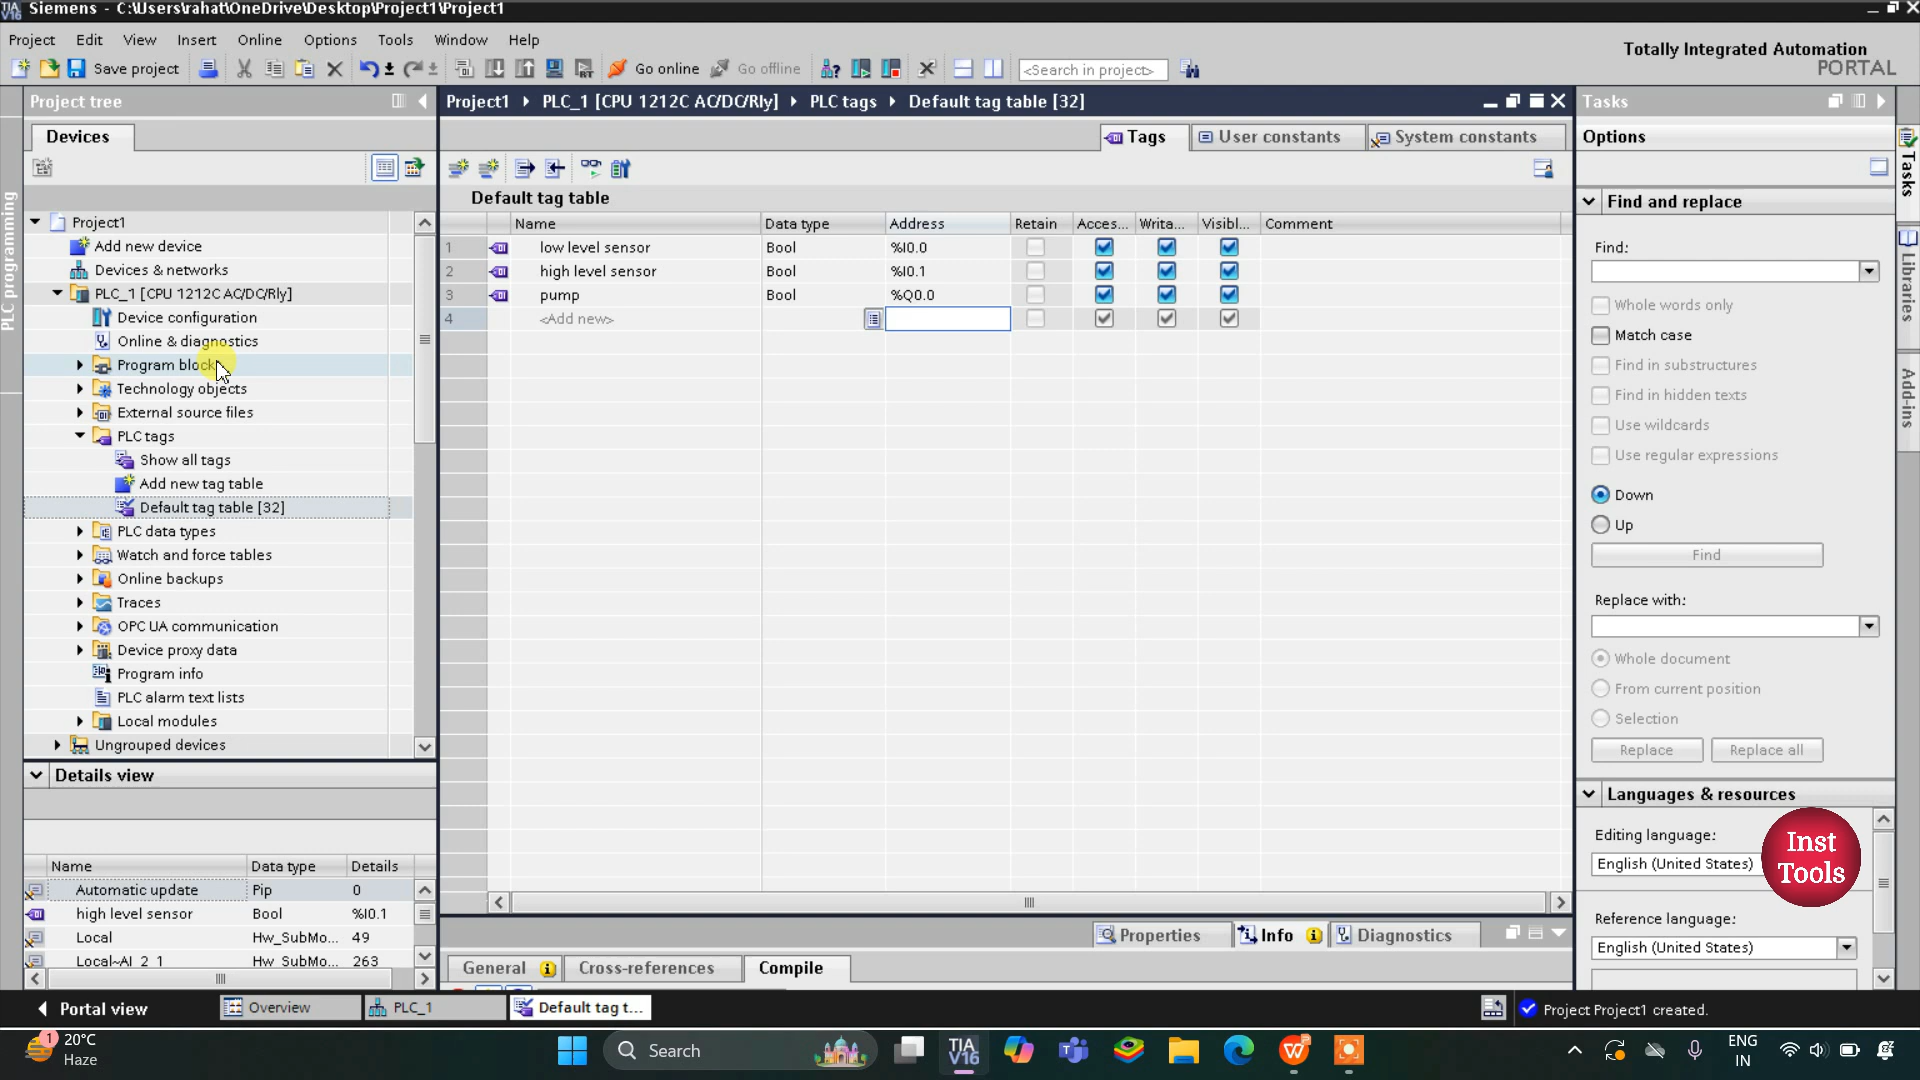 Siemens - C:\Users\rahat\OneDrive\Desktop\Project1\Project1
Project Edit View Insert Online Options Tools Window Help
Totally Integrated Automation
PORTAL
Save project
Go online
Go offline
<Search in project>
Project tree
Project1 PLC_1 [CPU 1212C AC/DC/Rly] PLC tags Default tag table [32]
Tasks
Devices
Tags
User constants
System constants
Options
PLC programming
Default tag table
Project1
Add new device
Devices & networks
PLC_1 [CPU 1212C AC/DC/Rly]
Device configuration
Online & diagnostics
Program block
Technology objects
External source files
PLC tags
Show all tags
Add new tag table
Default tag table [32]
PLC data types
Watch and force tables
Online backups
Traces
OPC UA communication
Device proxy data
Program info
PLC alarm text lists
Local modules
Ungrouped devices
Name Data type Address Retain Acces... Writa... Visibl... Comment
1 low level sensor Bool %I0.0
2 high level sensor Bool %I0.1
3 pump Bool %Q0.0
4 <Add new>
Find and replace
Find:
Whole words only
Match case
Find in substructures
Find in hidden texts
Use wildcards
Use regular expressions
Down
Up
Find
Replace with:
Whole document
From current position
Selection
Replace
Replace all
Languages & resources
Editing language:
English (United States)
Reference language:
English (United States)
Inst
Tools
Tasks
Libraries
Add-ins
Details view
Name Data type Details
Automatic update Pip 0
high level sensor Bool %I0.1
Local Hw_SubMo... 49
Local~AI_2_1 Hw_SubMo... 263
Properties
Info
Diagnostics
General
Cross-references
Compile
Portal view
Overview
PLC_1
Default tag t...
Project Project1 created.
1
20°C
Haze
Search
TIA
V16
ENG
IN